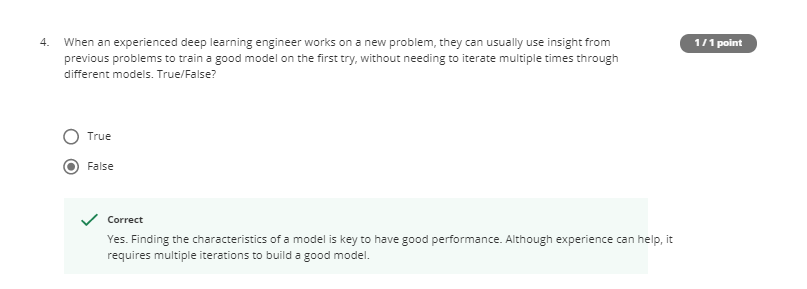 4. When an experienced deep learning engineer works on a new problem, they can usually use insight from
1 / 1 point
previous problems to train a good model on the first try, without needing to iterate multiple times through
different models. True/False?
True
False
Correct
Yes. Finding the characteristics of a model is key to have good performance. Although experience can help, it
requires multiple iterations to build a good model.